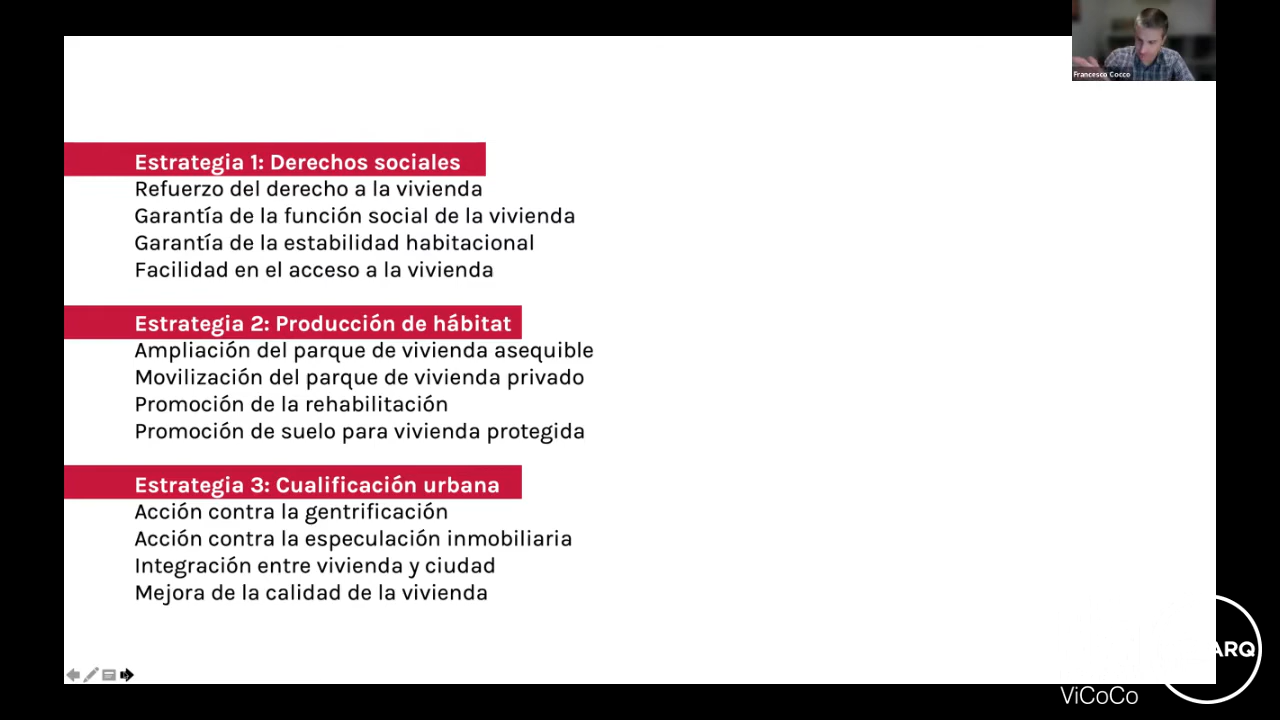 Francesco Cocco
Estrategia 1: Derechos sociales
Refuerzo del derecho a la vivienda
Garantía de la función social de la vivienda
Garantía de la estabilidad habitacional
Facilidad en el acceso a la vivienda
Estrategia 2: Producción de hábitat
Ampliación del parque de vivienda asequible
Movilización del parque de vivienda privado
Promoción de la rehabilitación
Promoción de suelo para vivienda protegida
Estrategia 3: Cualificación urbana
Acción contra la gentrificación
Acción contra la especulación inmobiliaria
Integración entre vivienda y ciudad
Mejora de la calidad de la vivienda
ViCoCo